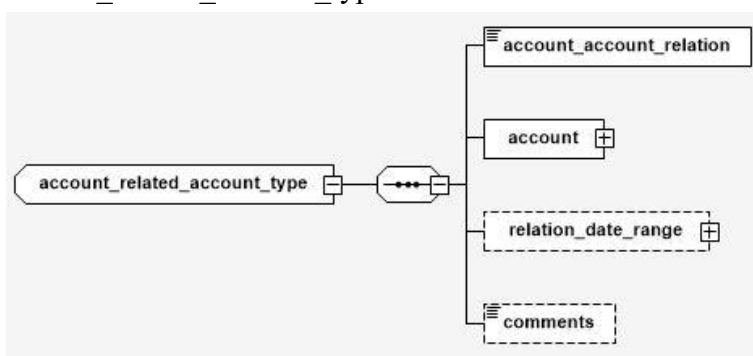 account_account_relation
account
account_related_account_type
relation_date_range
comments